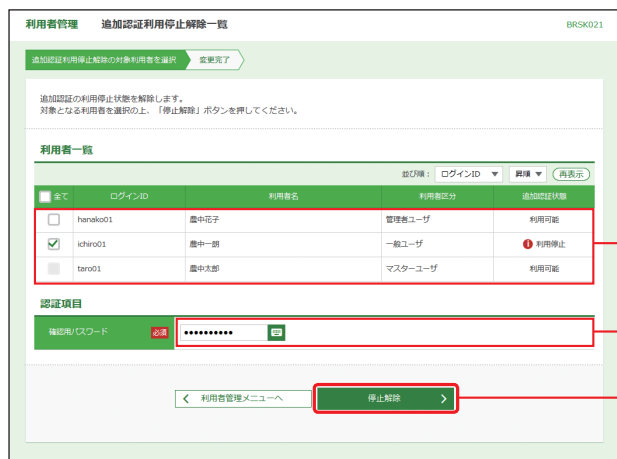 利用者管理 追加認証利用停止解除一覧 BRSK021
追加認証利用停止解除の対象利用者を選択 変更完了
追加認証の利用停止状態を解除します。
対象となる利用者を選択の上、「停止解除」ボタンを押してください。
利用者一覧
並び順： ログインID ▼ 昇順 ▼ 再表示
全て ログインID 利用者名 利用者区分 追加認証状態
hanako01 農中花子 管理者ユーザ 利用可能
ichiro01 農中一朗 一般ユーザ 利用停止
taro01 農中太郎 マスターユーザ 利用可能
認証項目
確認用パスワード 必須 ●●●●●●●●●●
利用者管理メニューへ 停止解除